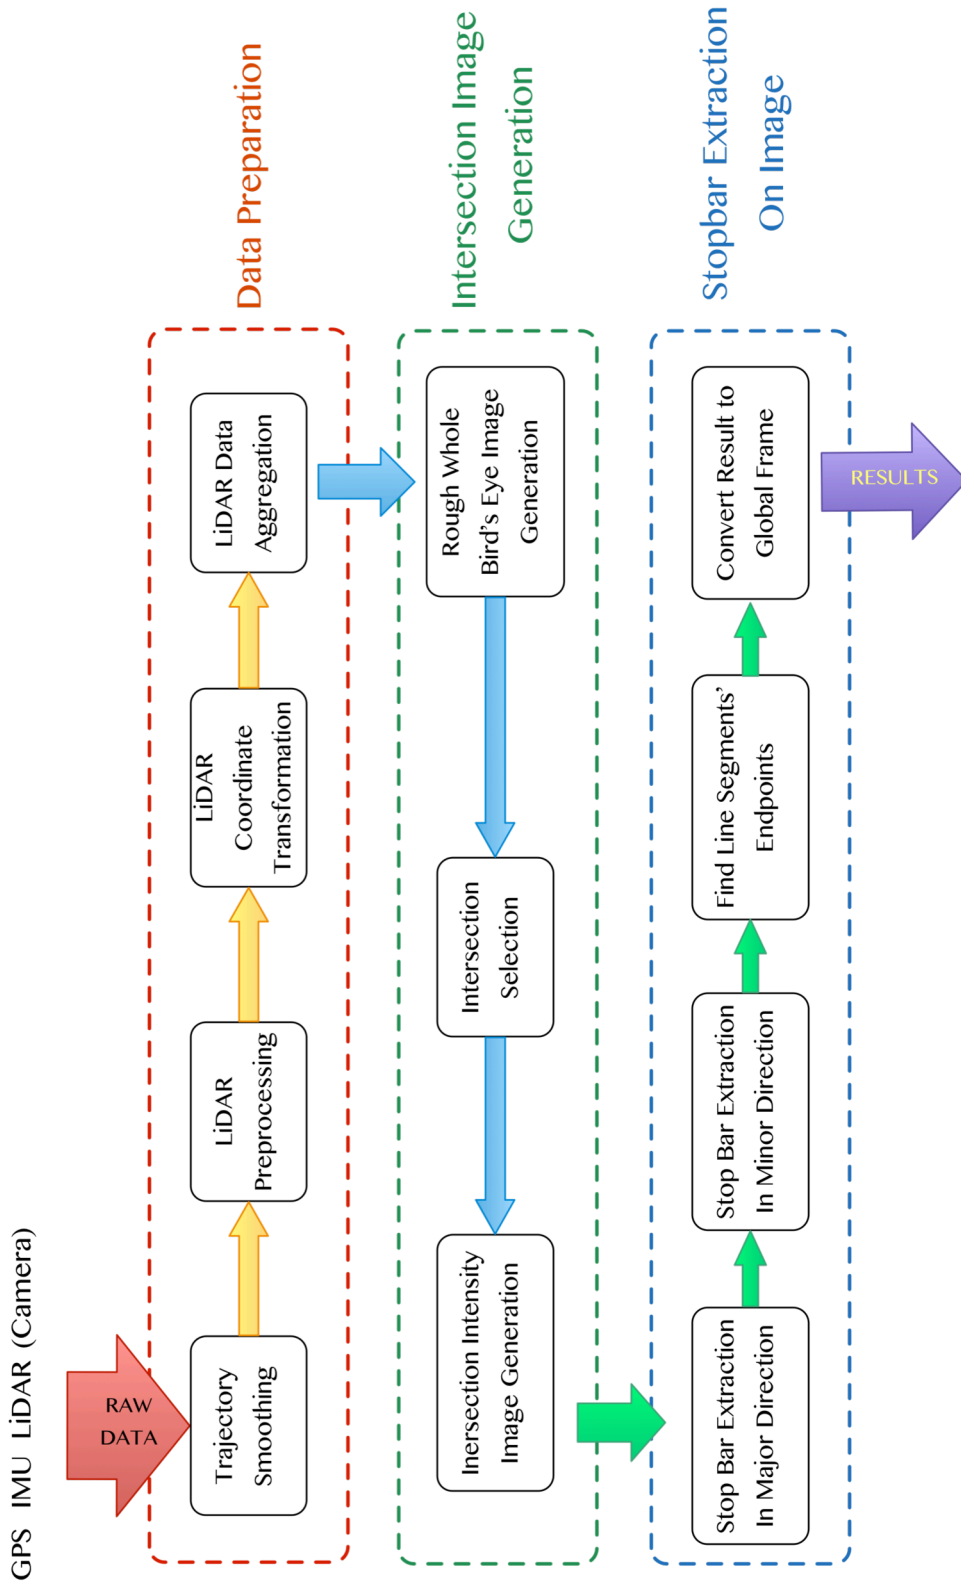 GPS IMU LiDAR (Camera)
RAW
DATA
Trajectory
Smoothing
LiDAR
Preprocessing
LiDAR
Coordinate
Transformation
LiDAR Data
Aggregation
Data Preparation
Rough Whole
Bird's Eye Image
Generation
Intersection
Selection
Inersection Intensity
Image Generation
Intersection Image
Generation
Stop Bar Extraction
In Major Direction
Stop Bar Extraction
In Minor Direction
Find Line Segments'
Endpoints
Convert Result to
Global Frame
Stopbar Extraction
On Image
RESULTS